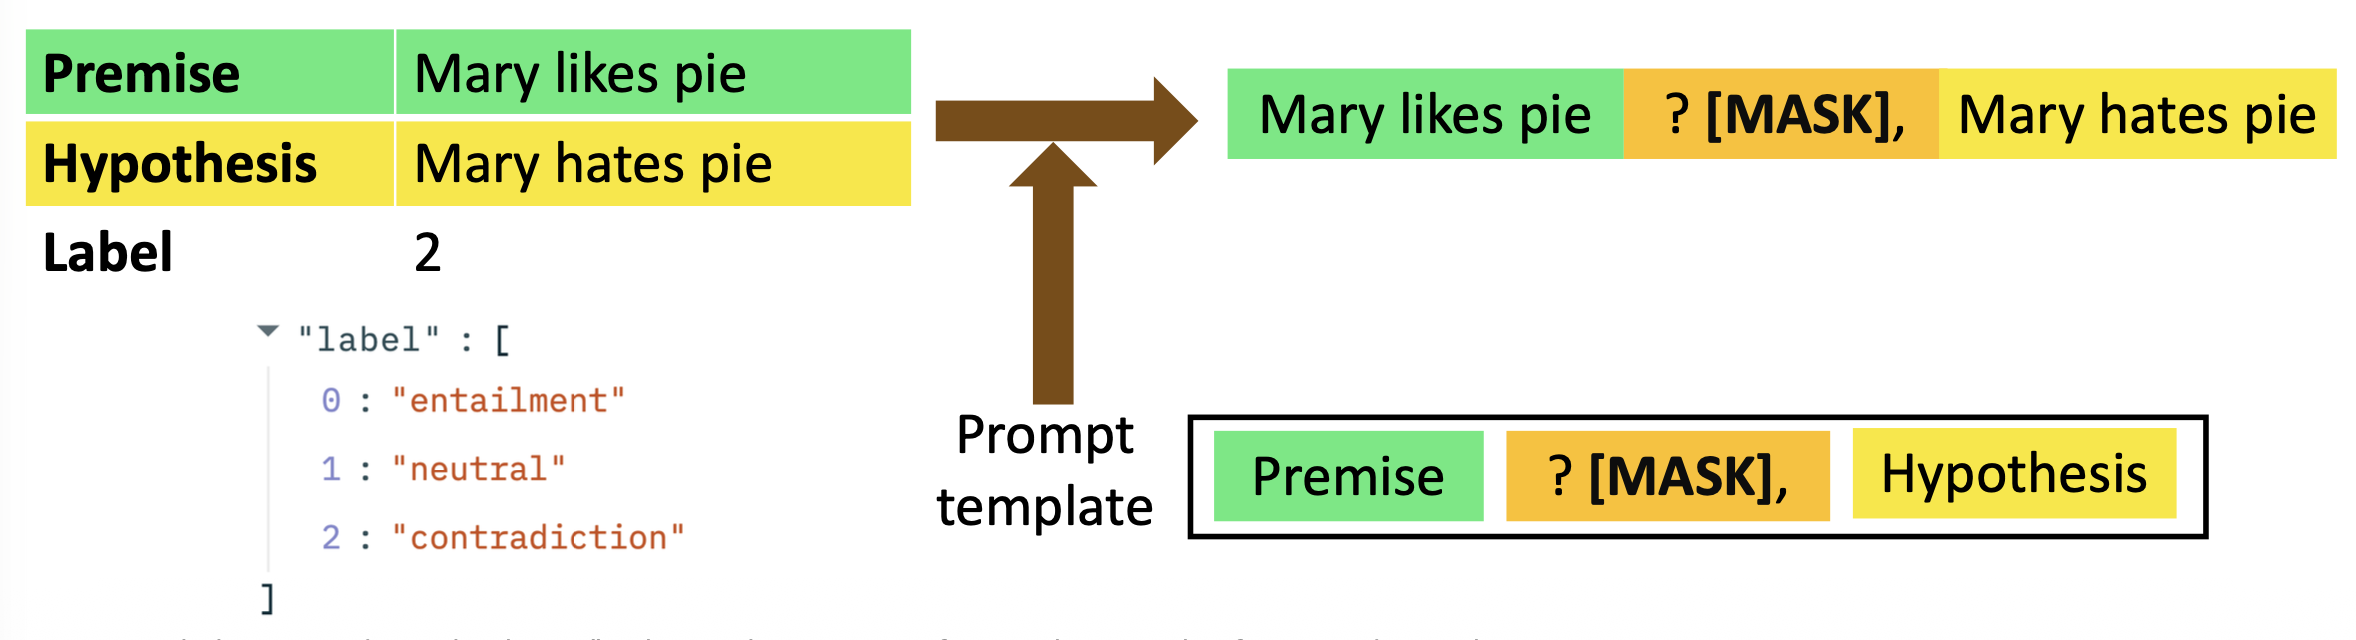 Premise Mary likes pie
Hypothesis Mary hates pie
Label 2
"label" : [
0 : "entailment"
1 : "neutral"
2 : "contradiction"
]
Mary likes pie ? [MASK], Mary hates pie
Prompt
template
Premise ? [MASK], Hypothesis